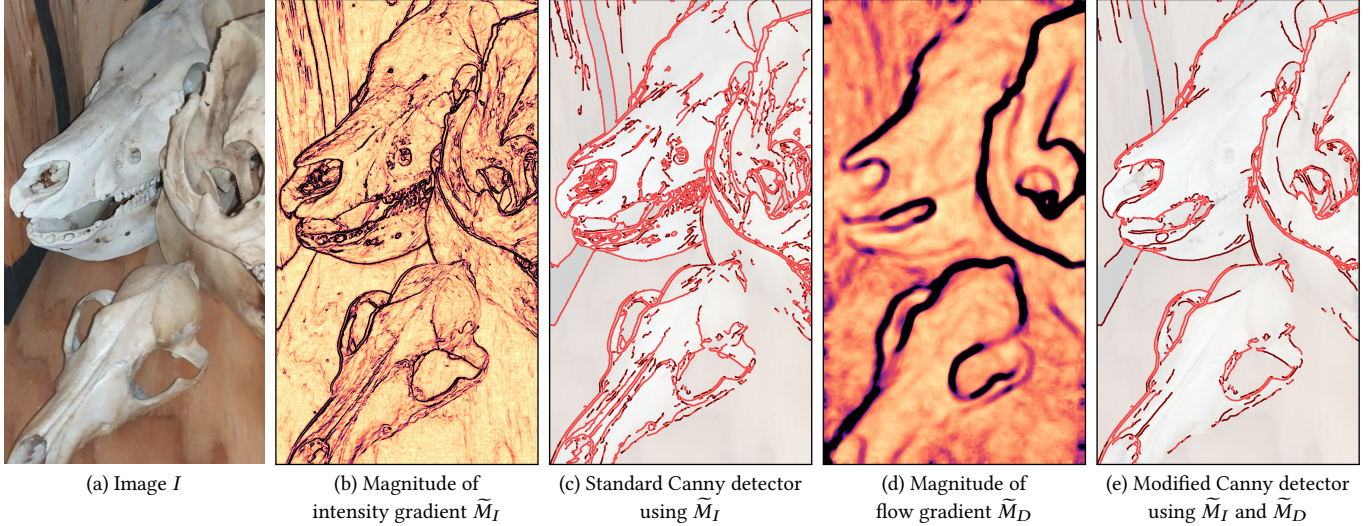 (a) Image I
(b) Magnitude of
intensity gradient M̃_I
(c) Standard Canny detector
using M̃_I
(d) Magnitude of
flow gradient M̃_D
(e) Modified Canny detector
using M̃_I and M̃_D